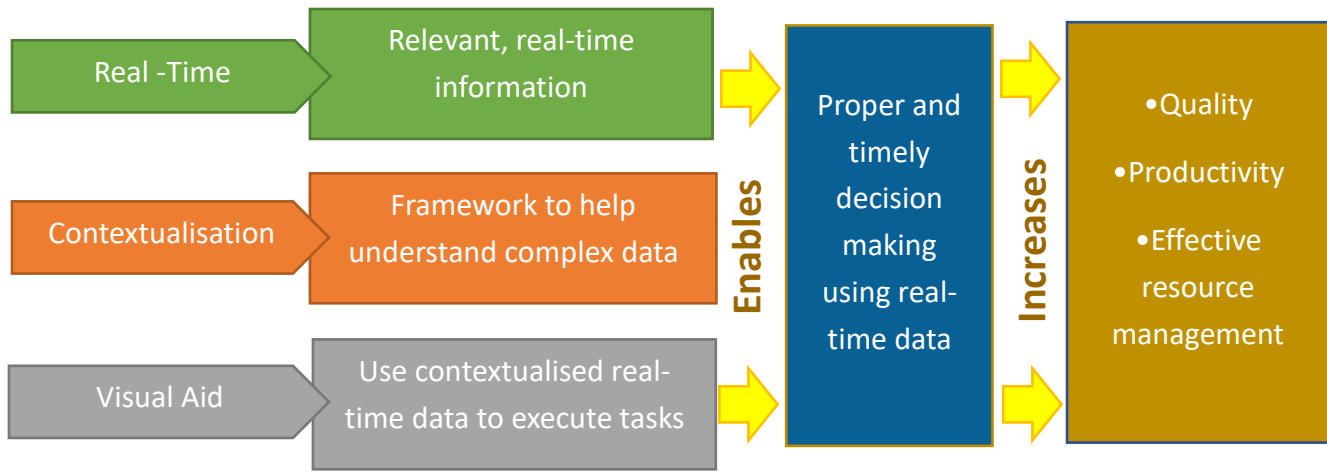 Real -Time
Relevant, real-time
information
Contextualisation
Framework to help
understand complex data
Visual Aid
Use contextualised real-
time data to execute tasks
Enables
Proper and
timely
decision
making
using real-
time data
Increases
•Quality
•Productivity
•Effective
resource
management